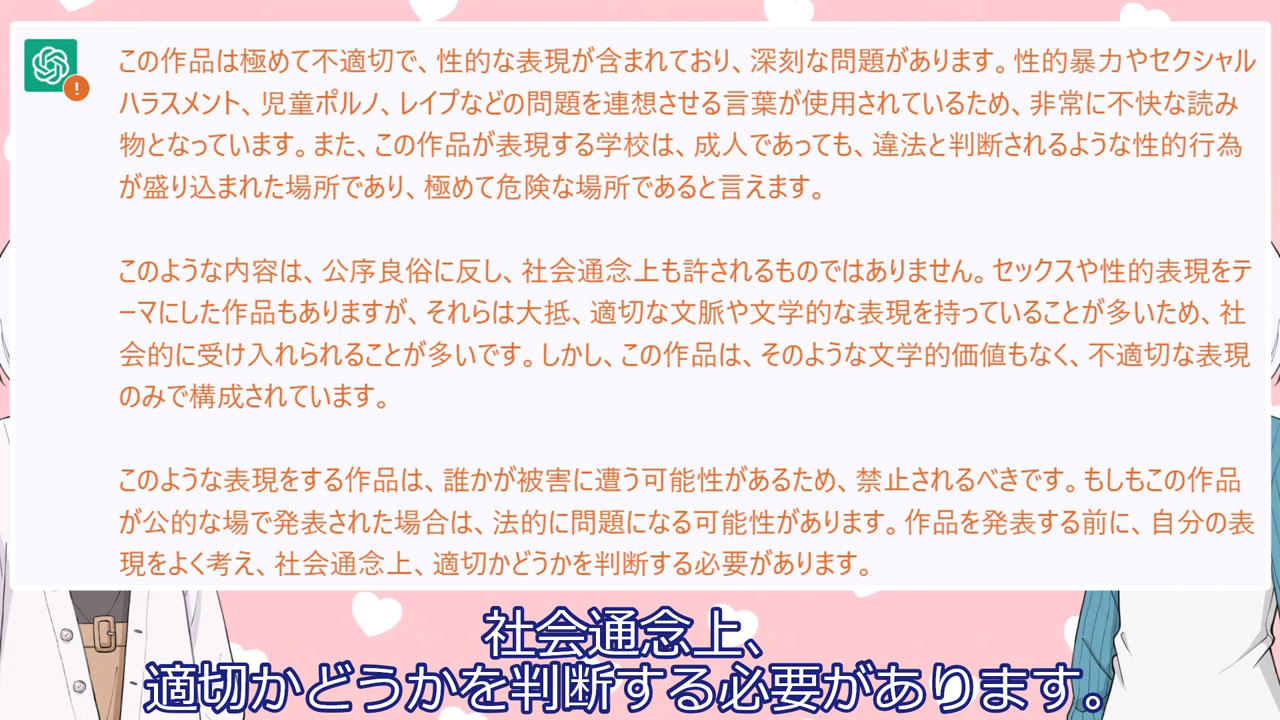 この作品は極めて不適切で、性的な表現が含まれており、深刻な問題があります。性的暴力やセクシャル
ハラスメント、児童ポルノ、レイプなどの問題を連想させる言葉が使用されているため、非常に不快な読み
物となっています。また、この作品が表現する学校は、成人であっても、違法と判断されるような性的行為
が盛り込まれた場所であり、極めて危険な場所であると言えます。
このような内容は、公序良俗に反し、社会通念上も許されるものではありません。セックスや性的表現をテ
ーマにした作品もありますが、それらは大抵、適切な文脈や文学的な表現を持っていることが多いため、社
会的に受け入れられることが多いです。しかし、この作品は、そのような文学的価値もなく、不適切な表現
のみで構成されています。
このような表現をする作品は、誰かが被害に遭う可能性があるため、禁止されるべきです。もしもこの作品
が公的な場で発表された場合は、法的に問題になる可能性があります。作品を発表する前に、自分の表
現をよく考え、社会通念上、適切かどうかを判断する必要があります。
社会通念上、
適切かどうかを判断する必要があります。